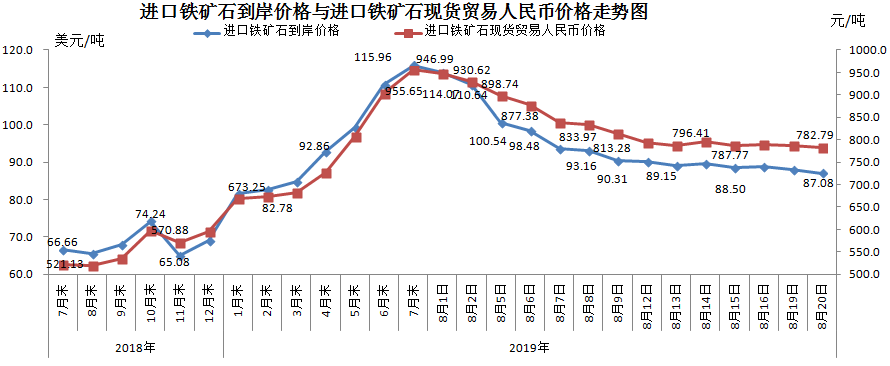 进口铁矿石到岸价格与进口铁矿石现货贸易人民币价格走势图
美元/吨
元/吨
进口铁矿石到岸价格
进口铁矿石现货贸易人民币价格
120.0
110.0
100.0
90.0
80.0
70.0
60.0
1000.0
950.0
900.0
850.0
800.0
750.0
700.0
650.0
600.0
550.0
500.0
66.66
521.13
74.24
570.88
65.08
673.25
82.78
92.86
115.96
955.65
946.99
114.07
930.62
110.64
898.74
100.54
877.38
98.48
833.97
93.16
813.28
90.31
89.15
796.41
787.77
88.50
782.79
87.08
7月末
8月末
9月末
10月末
11月末
12月末
1月末
2月末
3月末
4月末
5月末
6月末
7月末
8月1日
8月2日
8月5日
8月6日
8月7日
8月8日
8月9日
8月12日
8月13日
8月14日
8月15日
8月16日
8月19日
8月20日
2018年
2019年